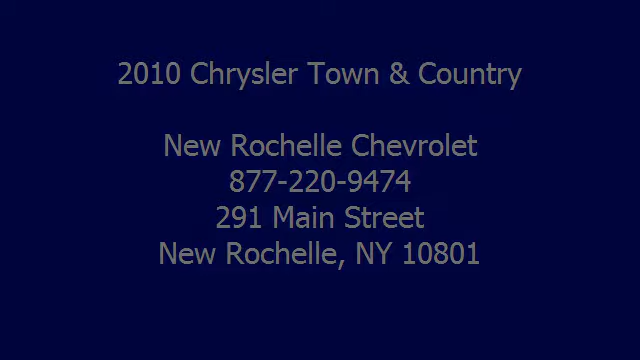 2010 Chrysler Town & Country
New Rochelle Chevrolet
877-220-9474
291 Main Street
New Rochelle, NY 10801